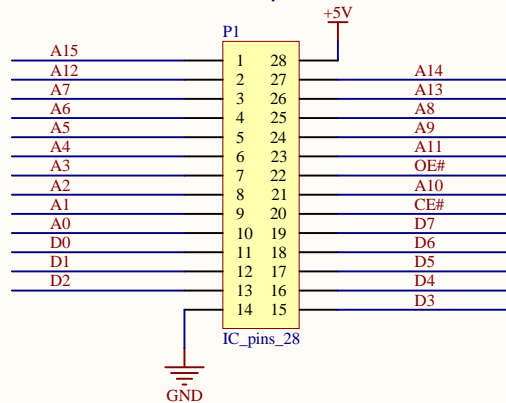 +5V
P1
A15 1 28
A12 2 27 A14
A7 3 26 A13
A6 4 25 A8
A5 5 24 A9
A4 6 23 A11
A3 7 22 OE#
A2 8 21 A10
A1 9 20 CE#
A0 10 19 D7
D0 11 18 D6
D1 12 17 D5
D2 13 16 D4
14 15 D3
IC_pins_28
GND